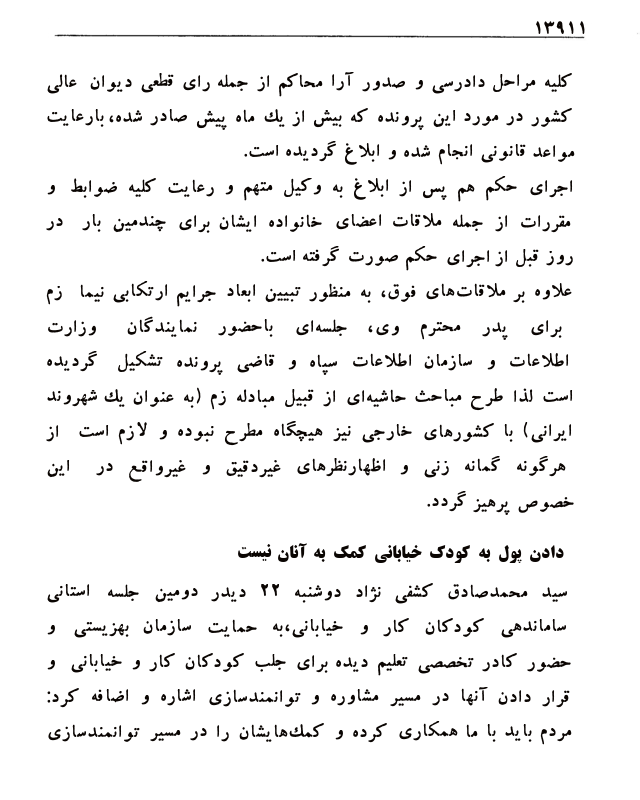 ۱۳۹۱۱
کلیه مراحل دادرسی و صدور آرا محاکم از جمله رای قطعی دیوان عالی
کشور در مورد این پرونده که بیش از یك ماه پیش صادر شده، بارعایت
مواعد قانونی انجام شده و ابلاغ گردیده است.
اجرای حکم هم پس از ابلاغ به وکیل متهم و رعایت کلیه ضوابط و
مقررات از جمله ملاقات اعضای خانواده ایشان برای چندمین بار در
روز قبل از اجرای حکم صورت گرفته است.
علاوه بر ملاقات‌های فوق، به منظور تبیین ابعاد جرایم ارتکابی نیما زم
برای پدر محترم وی، جلسه‌ای باحضور نمایندگان وزارت
اطلاعات و سازمان اطلاعات سپاه و قاضی پرونده تشکیل گردیده
است لذا طرح مباحث حاشیه‌ای از قبیل مبادله زم (به عنوان یك شهروند
ایرانی) با کشورهای خارجی نیز هیچگاه مطرح نبوده و لازم است از
هرگونه گمانه زنی و اظهارنظرهای غیردقیق و غیرواقع در این
خصوص پرهیز گردد.
دادن پول به کودک خیابانی کمک به آنان نیست
سید محمدصادق کشفی نژاد دوشنبه ۲۲ دیدر دومین جلسه استانی
ساماندهی کودکان کار و خیابانی،به حمایت سازمان بهزیستی و
حضور کادر تخصصی تعلیم دیده برای جلب کودکان کار و خیابانی و
قرار دادن آنها در مسیر مشاوره و توانمندسازی اشاره و اضافه کرد:
مردم باید با ما همکاری کرده و کمك‌هایشان را در مسیر توانمندسازی